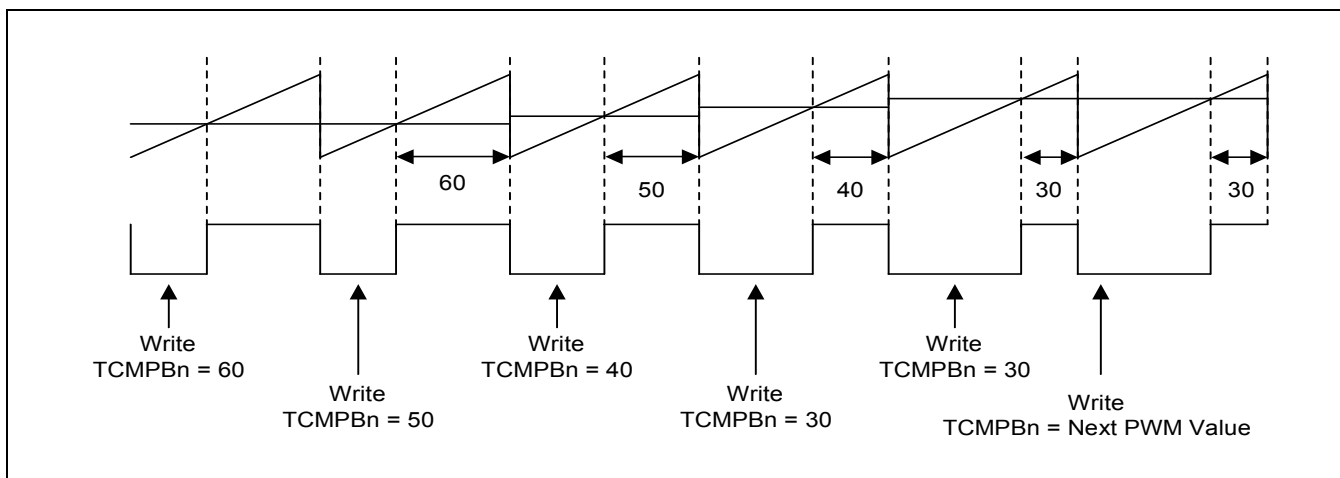 60
50
40
30
30
Write
TCMPBn = 60
Write
TCMPBn = 50
Write
TCMPBn = 40
Write
TCMPBn = 30
Write
TCMPBn = 30
Write
TCMPBn = Next PWM Value